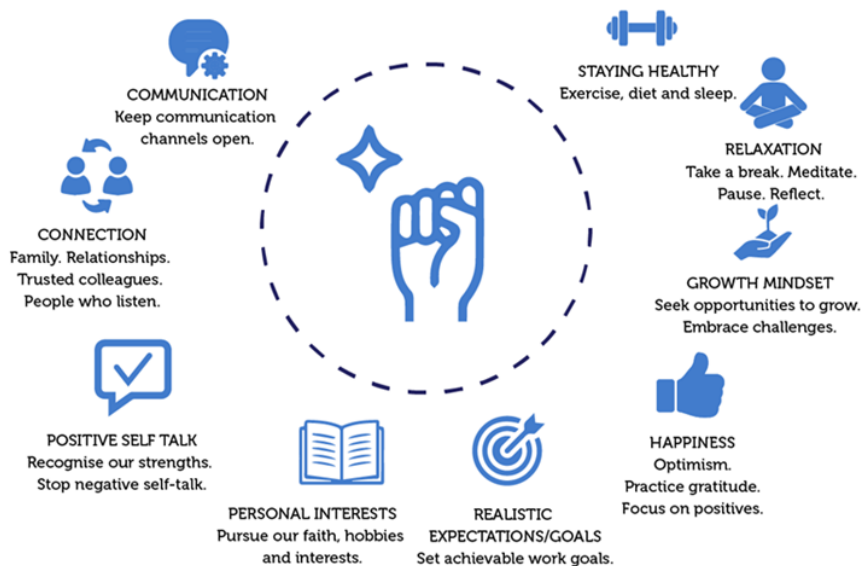 COMMUNICATION
Keep communication
channels open.
STAYING HEALTHY
Exercise, diet and sleep.
RELAXATION
Take a break. Meditate.
Pause. Reflect.
CONNECTION
Family. Relationships.
Trusted colleagues.
People who listen.
GROWTH MINDSET
Seek opportunities to grow.
Embrace challenges.
POSITIVE SELF TALK
Recognise our strengths.
Stop negative self-talk.
HAPPINESS
Optimism.
Practice gratitude.
Focus on positives.
PERSONAL INTERESTS
Pursue our faith, hobbies
and interests.
REALISTIC
EXPECTATIONS/GOALS
Set achievable work goals.